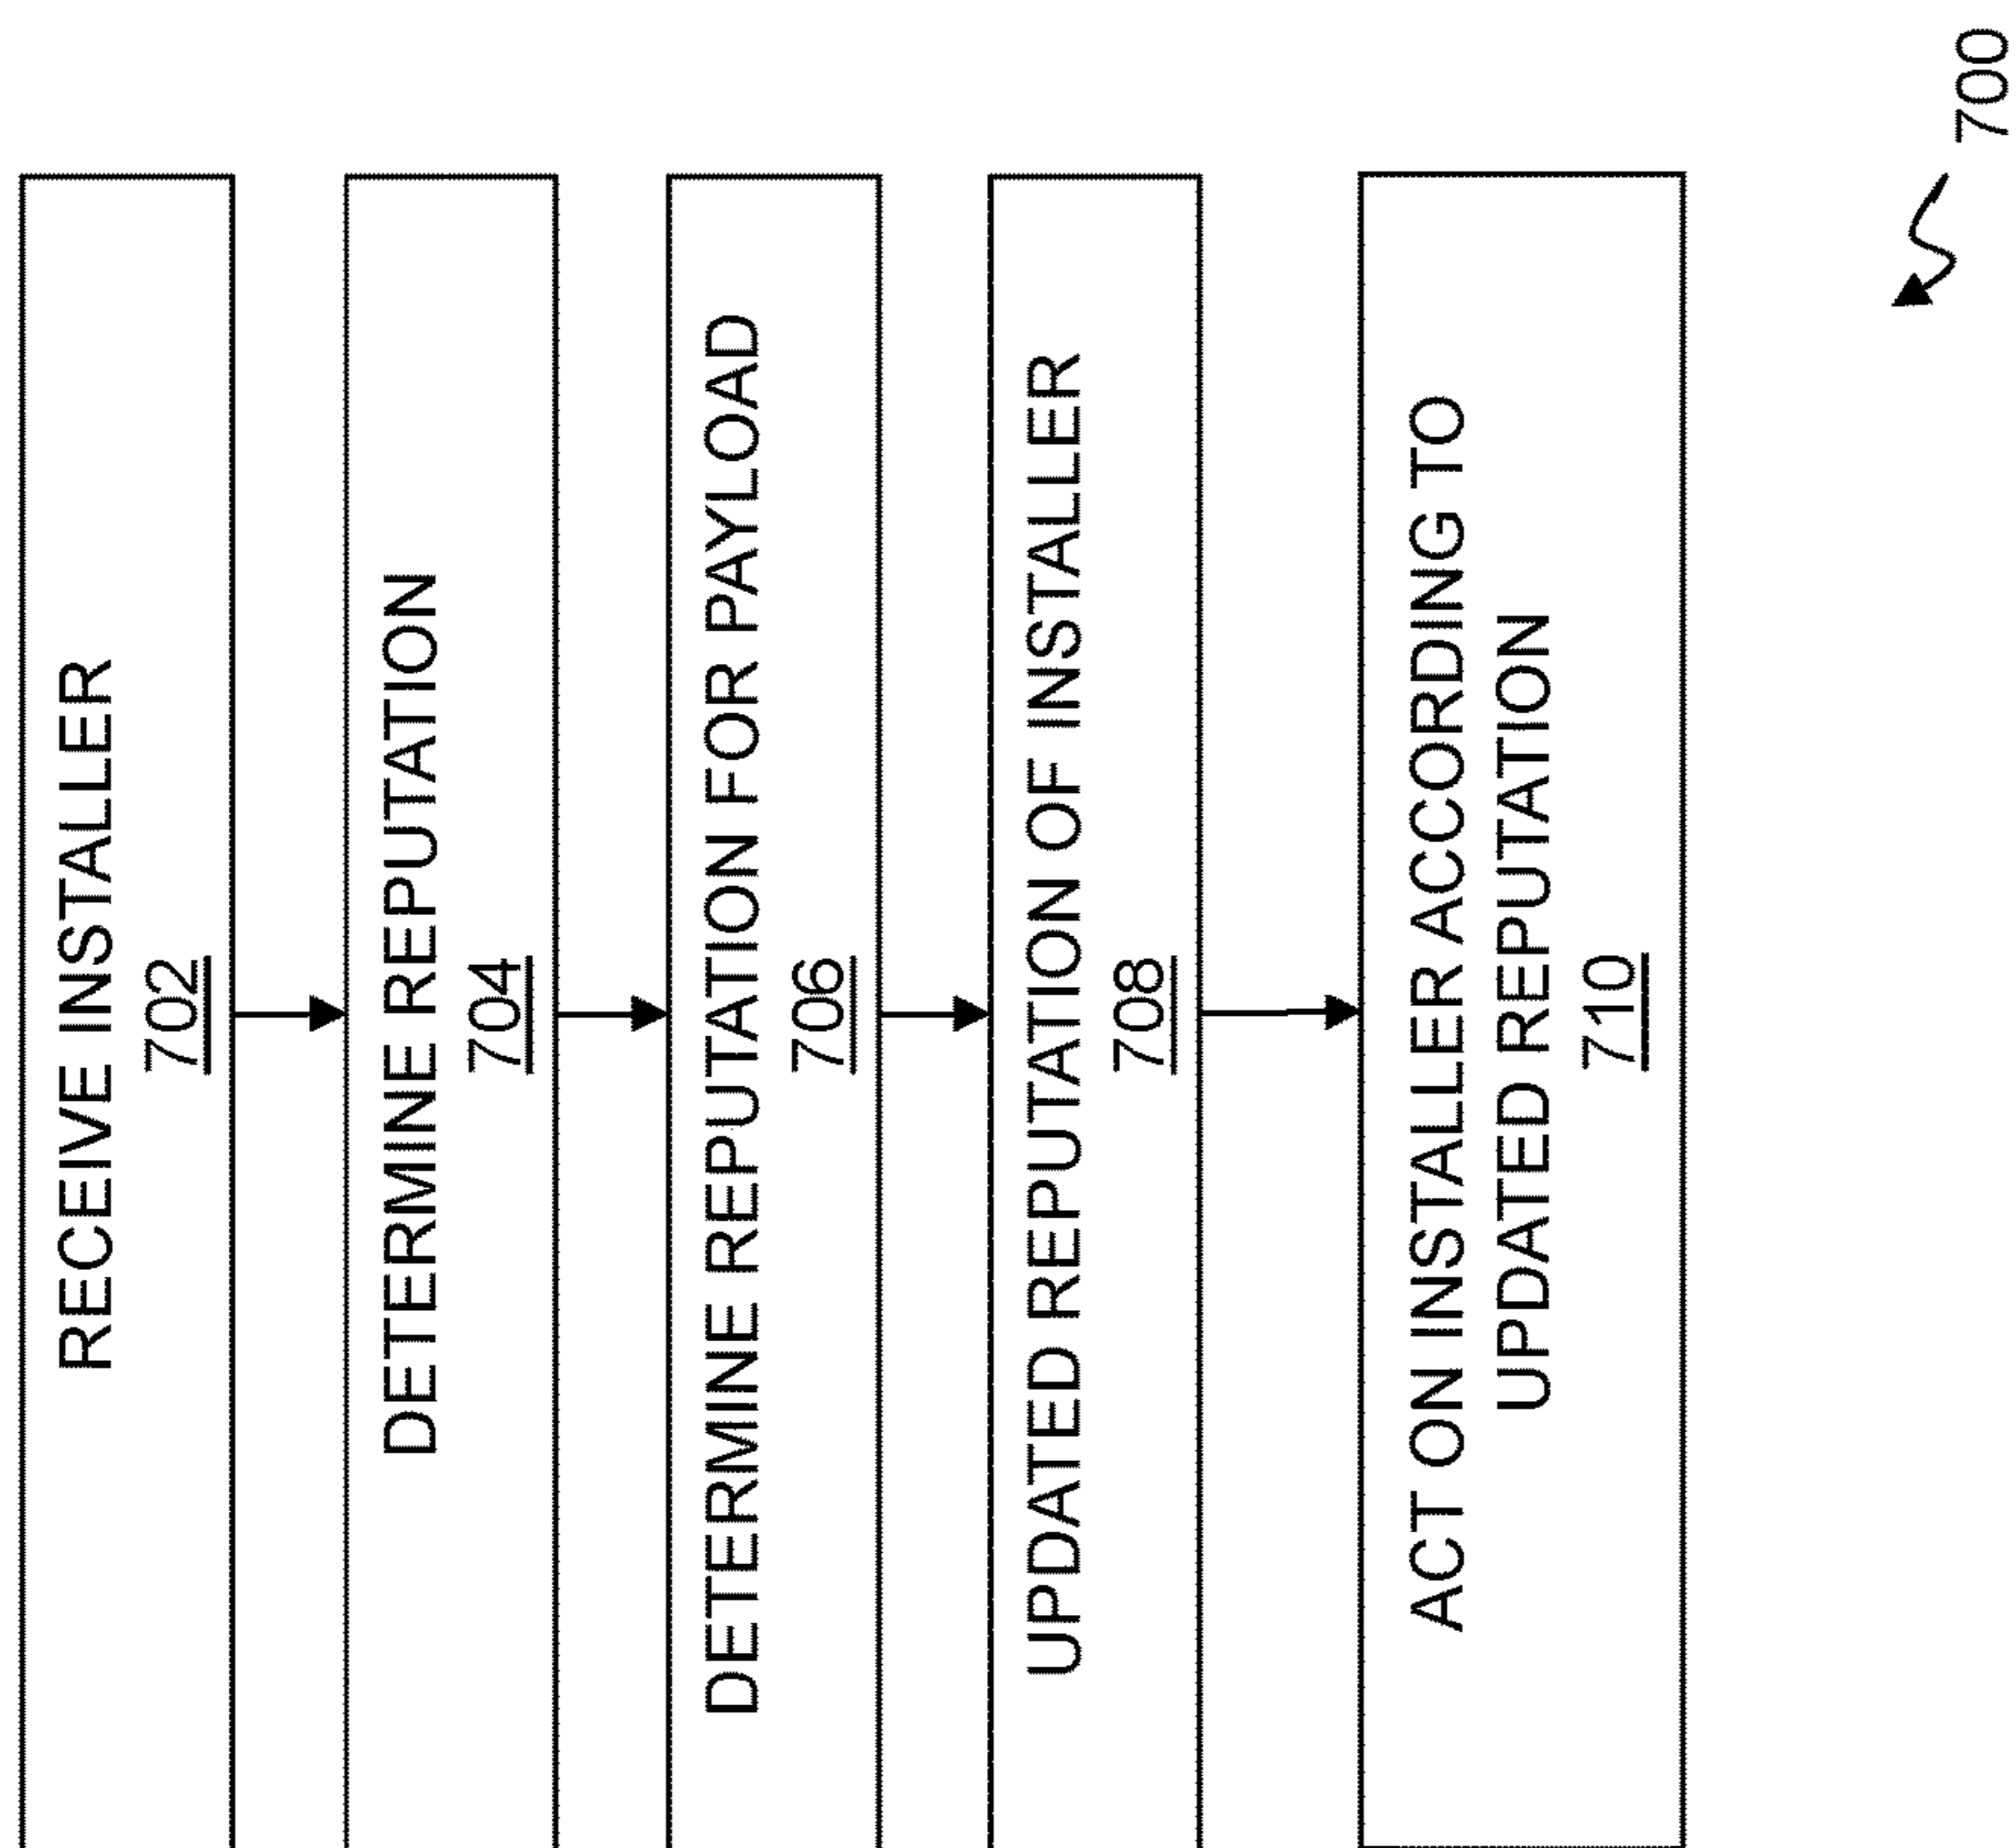 RECEIVE INSTALLER
702
DETERMINE REPUTATION
704
DETERMINE REPUTATION FOR PAYLOAD
706
UPDATED REPUTATION OF INSTALLER
708
ACT ON INSTALLER ACCORDING TO
UPDATED REPUTATION
710
700